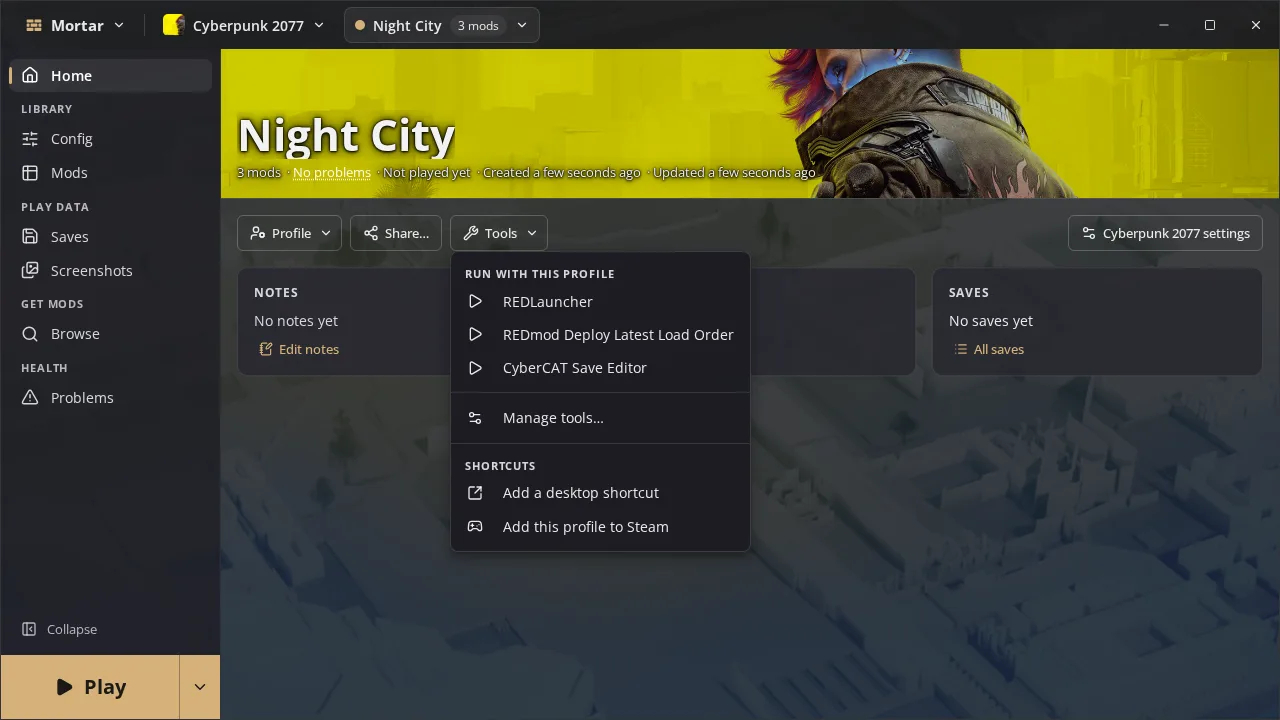 Mortar
Cyberpunk 2077
Night City 3 mods
Home
LIBRARY
Config
Mods
PLAY DATA
Saves
Screenshots
GET MODS
Browse
HEALTH
Problems
Collapse
Play
Night City
3 mods · No problems · Not played yet · Created a few seconds ago · Updated a few seconds ago
Profile
Share...
Tools
Cyberpunk 2077 settings
NOTES
No notes yet
Edit notes
RUN WITH THIS PROFILE
REDLauncher
REDmod Deploy Latest Load Order
CyberCAT Save Editor
Manage tools...
SHORTCUTS
Add a desktop shortcut
Add this profile to Steam
SAVES
No saves yet
All saves